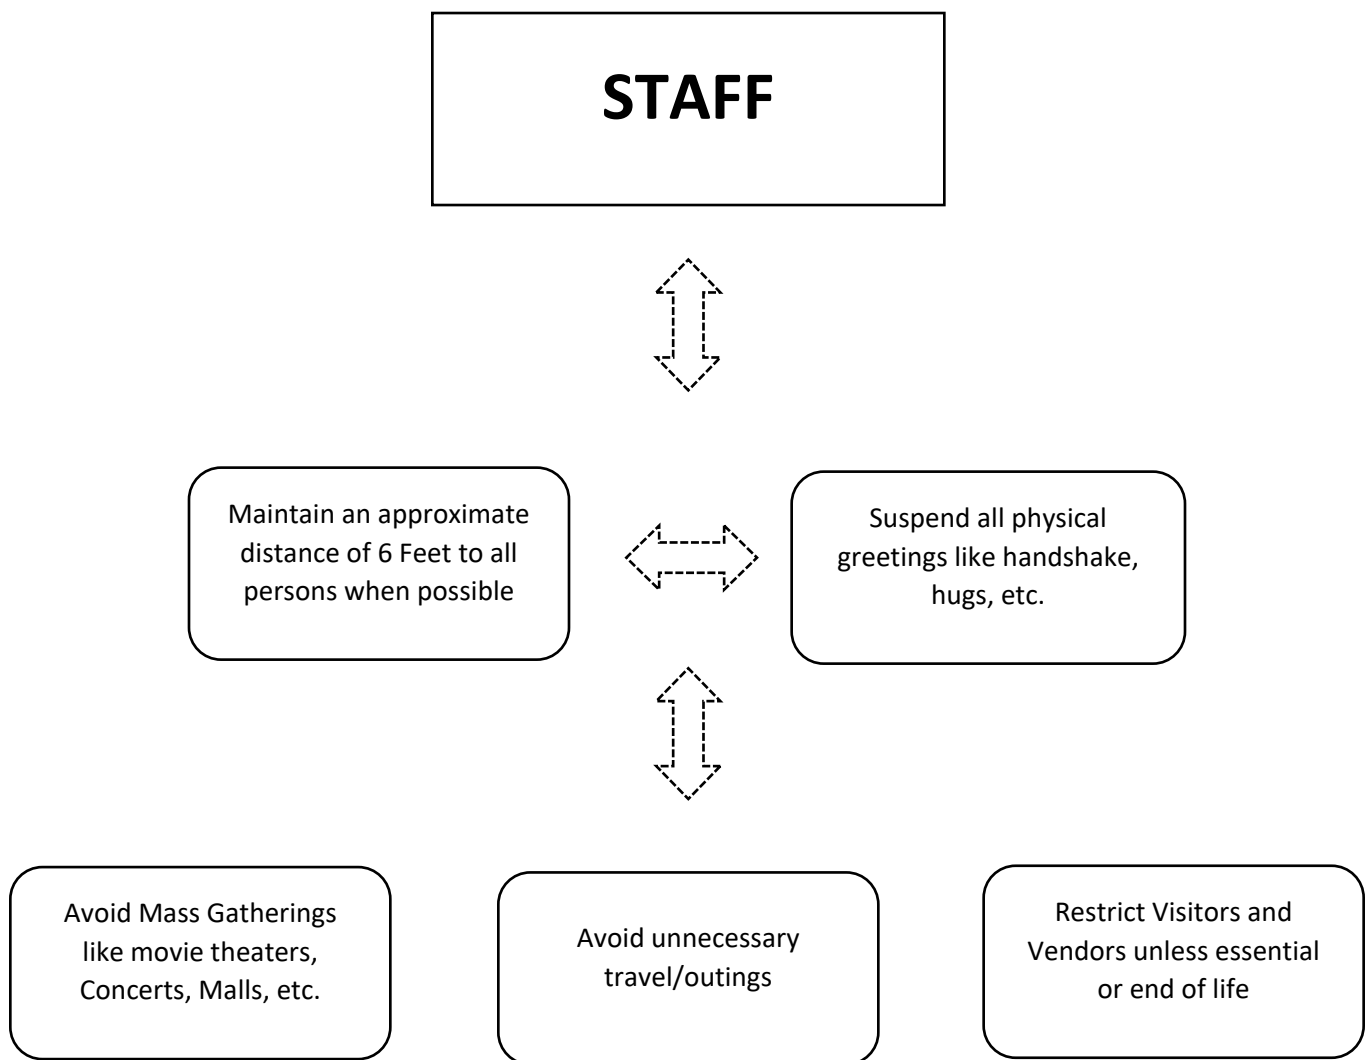 STAFF
Maintain an approximate
distance of 6 Feet to all
persons when possible
Suspend all physical
greetings like handshake,
hugs, etc.
Avoid Mass Gatherings
like movie theaters,
Concerts, Malls, etc.
Avoid unnecessary
travel/outings
Restrict Visitors and
Vendors unless essential
or end of life